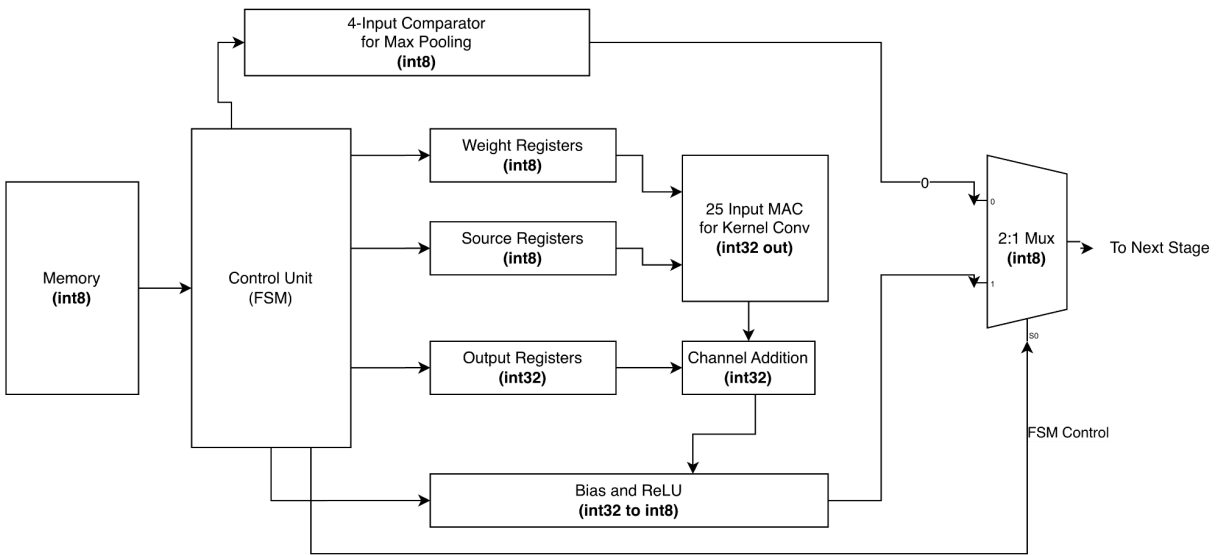 4-Input Comparator
for Max Pooling
(int8)
Weight Registers
(int8)
Source Registers
(int8)
25 Input MAC
for Kernel Conv
(int32 out)
Memory
(int8)
Control Unit
(FSM)
Output Registers
(int32)
Channel Addition
(int32)
Bias and ReLU
(int32 to int8)
0
0
1
2:1 Mux
(int8)
S0
To Next Stage
FSM Control